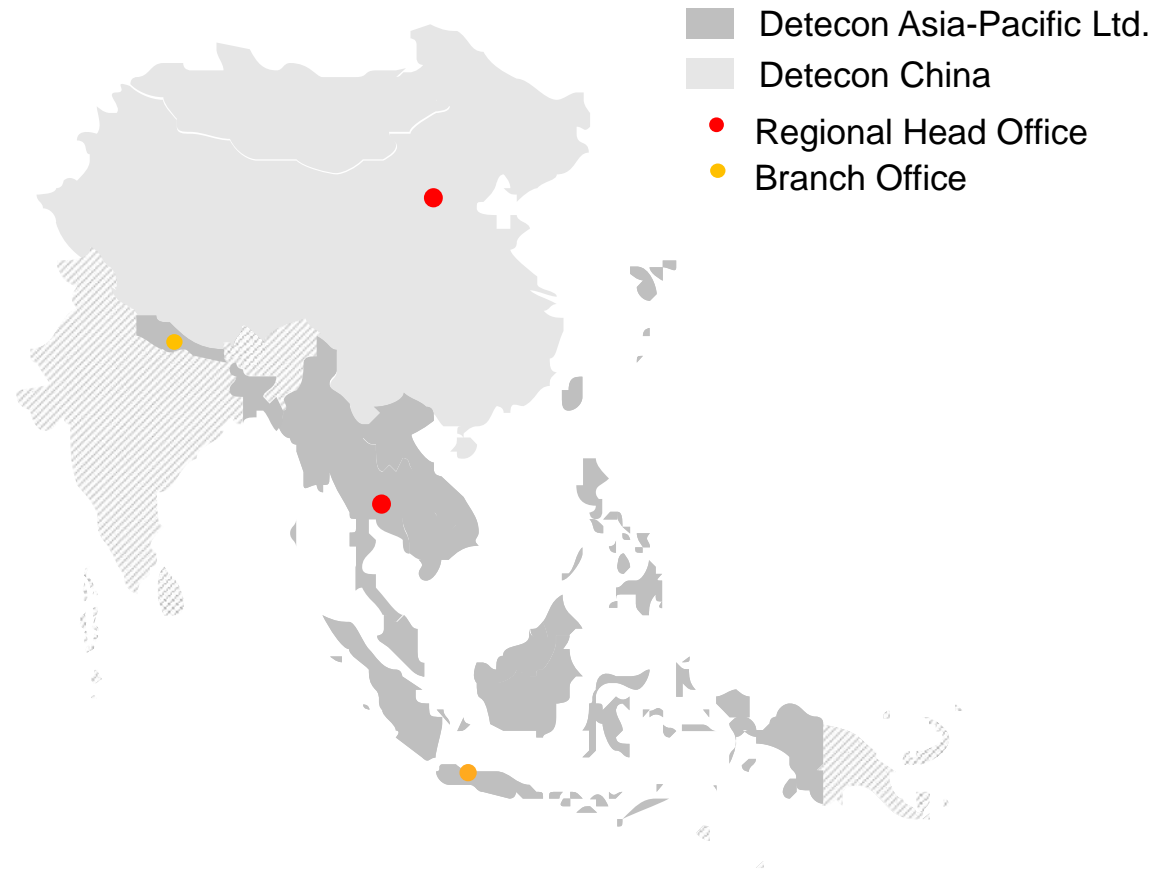 Detecon Asia-Pacific Ltd.
Detecon China
Regional Head Office
Branch Office